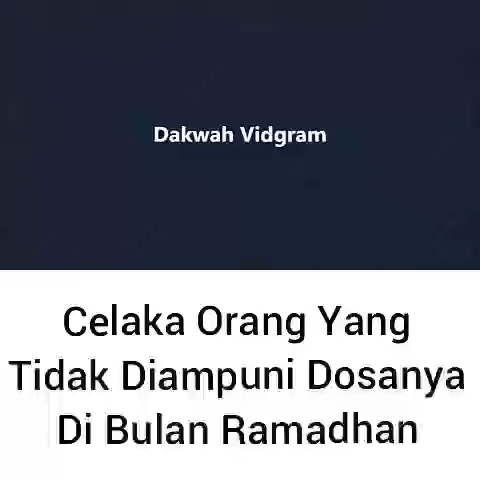 Dakwah Vidgram
Celaka Orang Yang
Tidak Diampuni Dosanya
Di Bulan Ramadhan